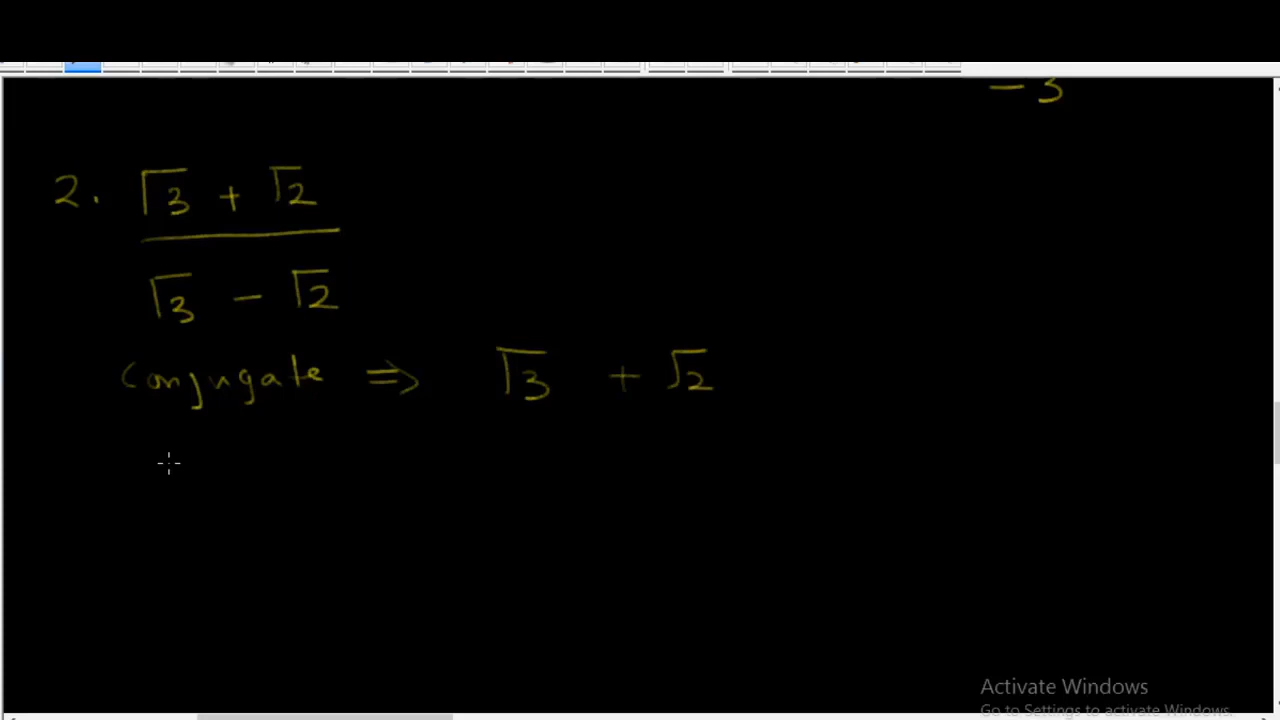 - 3
2. √3 + √2
√3 - √2
Conjugate ⇒ √3 + √2
Activate Windows
Go to Settings to activate Windows.